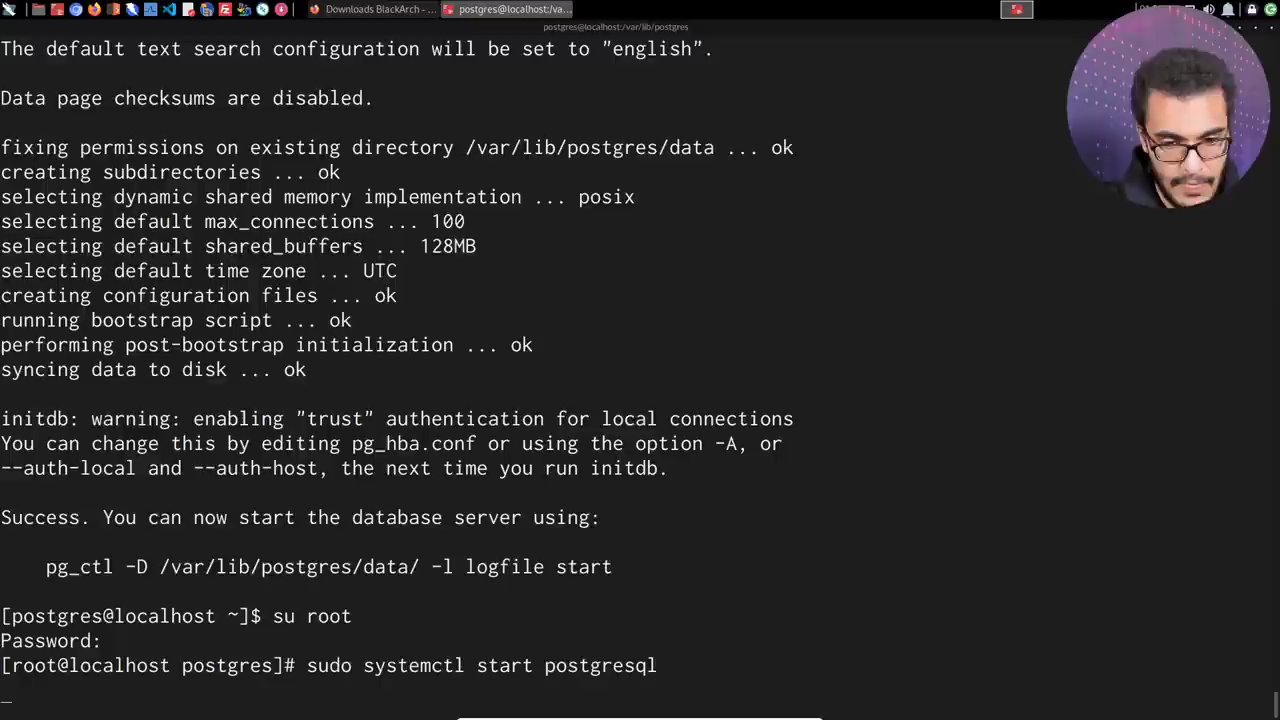 Downloads BlackArch - ...
postgres@localhost:/va...
postgres@localhost:/var/lib/postgres
The default text search configuration will be set to "english".
Data page checksums are disabled.
fixing permissions on existing directory /var/lib/postgres/data ... ok
creating subdirectories ... ok
selecting dynamic shared memory implementation ... posix
selecting default max_connections ... 100
selecting default shared_buffers ... 128MB
selecting default time zone ... UTC
creating configuration files ... ok
running bootstrap script ... ok
performing post-bootstrap initialization ... ok
syncing data to disk ... ok
initdb: warning: enabling "trust" authentication for local connections
You can change this by editing pg_hba.conf or using the option -A, or
--auth-local and --auth-host, the next time you run initdb.
Success. You can now start the database server using:
pg_ctl -D /var/lib/postgres/data/ -l logfile start
[postgres@localhost ~]$ su root
Password:
[root@localhost postgres]# sudo systemctl start postgresql